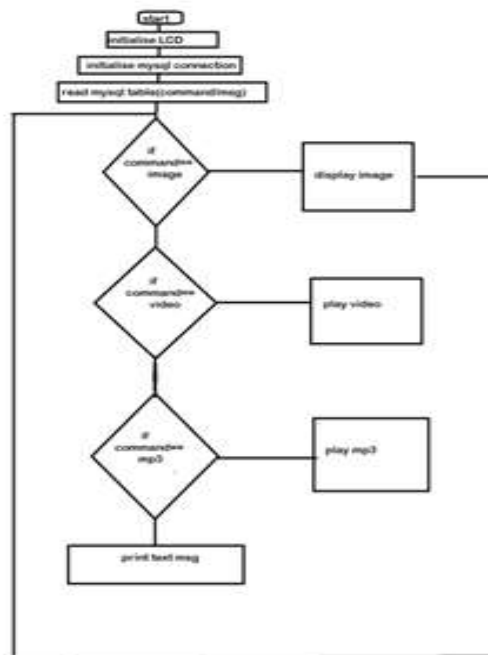 start
initialise LCD
initialise mysql connection
read mysql table(command/msg)
if
command==
image
display image
if
command==
video
play video
if
command==
mp3
play mp3
print text msg